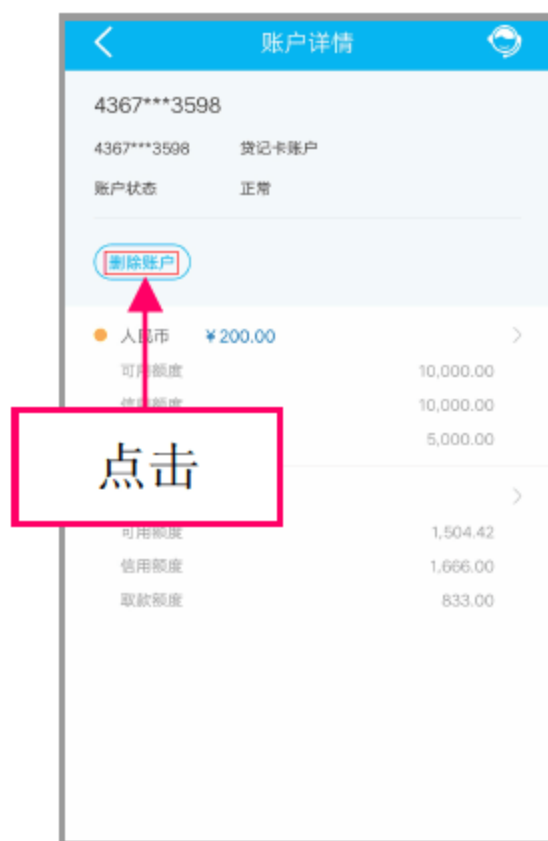 账户详情
4367***3598
4367***3598 贷记卡账户
账户状态 正常
删除账户
人民币 ¥200.00
可用额度 10,000.00
信用额度 10,000.00
点击
5,000.00
可用额度 1,504.42
信用额度 1,666.00
取款额度 833.00